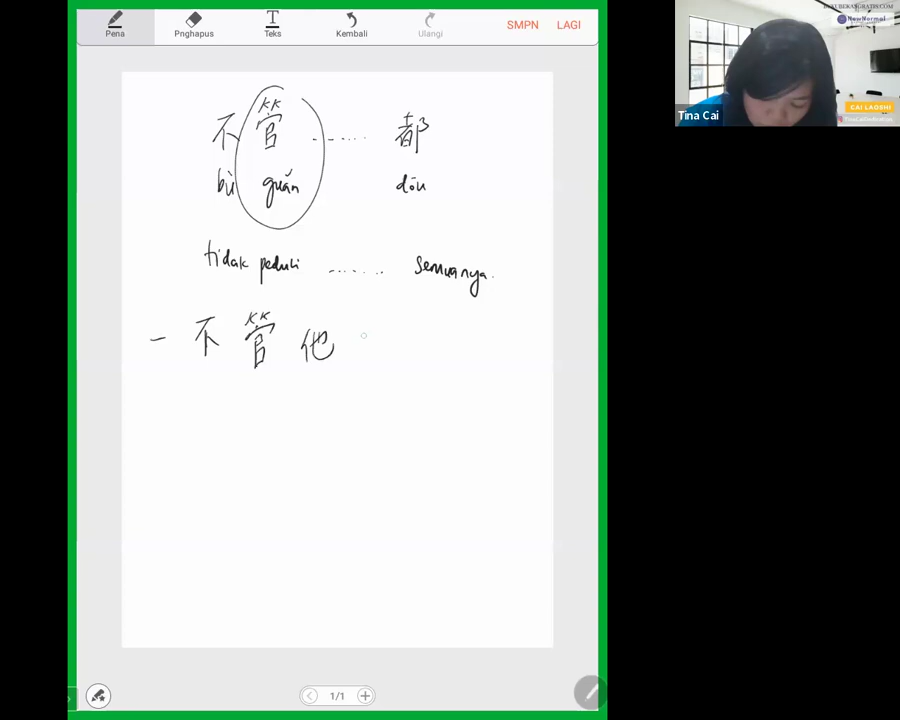 Pena Pnghapus Teks Kembali Ulangi SMPN LAGI
不管 ...... 都
bù guǎn dōu
tidak peduli ....... semuanya.
- 不管他
1/1
NewNormal
CAI LAOSHI
Tina Cai